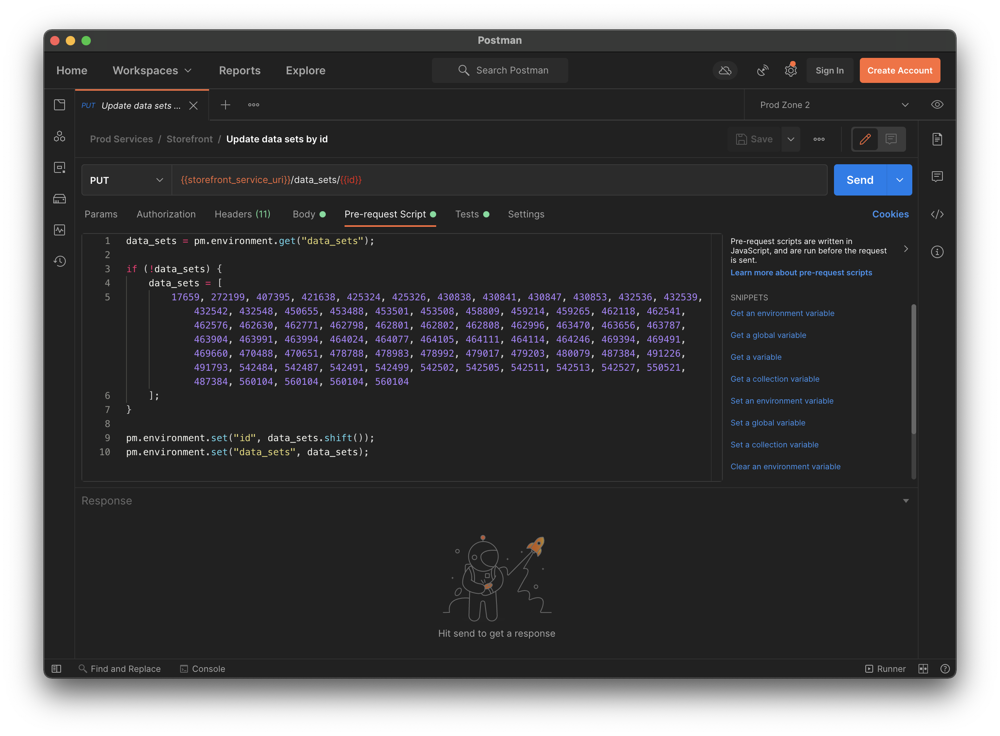 Postman
Home Workspaces Reports Explore Search Postman Sign In Create Account
PUT Update data sets ... Prod Zone 2
Prod Services / Storefront / Update data sets by id Save
PUT {{storefront_service_uri}}/data_sets/{{id}} Send
Params Authorization Headers (11) Body Pre-request Script Tests Settings Cookies
1 data_sets = pm.environment.get("data_sets");
2
3 if (!data_sets) {
4 data_sets = [
5 17659, 272199, 407395, 421638, 425324, 425326, 430838, 430841, 430847, 430853, 432536, 432539,
432542, 432548, 450655, 453488, 453501, 453508, 458809, 459214, 459265, 462118, 462541,
462576, 462630, 462771, 462798, 462801, 462802, 462808, 462996, 463470, 463656, 463787,
463904, 463991, 463994, 464024, 464077, 464105, 464111, 464114, 464246, 469394, 469491,
469660, 470488, 470651, 478788, 478983, 478992, 479017, 479203, 480079, 487384, 491226,
491793, 542484, 542487, 542491, 542499, 542502, 542505, 542511, 542513, 542527, 550521,
487384, 560104, 560104, 560104, 560104
6 ];
7 }
8
9 pm.environment.set("id", data_sets.shift());
10 pm.environment.set("data_sets", data_sets);
Pre-request scripts are written in
JavaScript, and are run before the request
is sent.
Learn more about pre-request scripts
SNIPPETS
Get an environment variable
Get a global variable
Get a variable
Get a collection variable
Set an environment variable
Set a global variable
Set a collection variable
Clear an environment variable
Response
Hit send to get a response
Find and Replace Console Runner